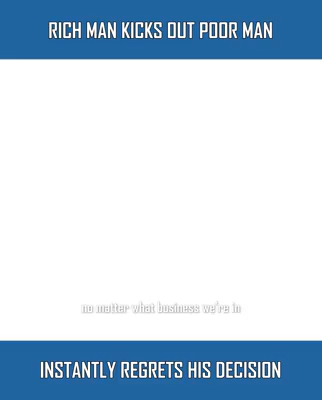 RICH MAN KICKS OUT POOR MAN
no matter what business we're in
INSTANTLY REGRETS HIS DECISION